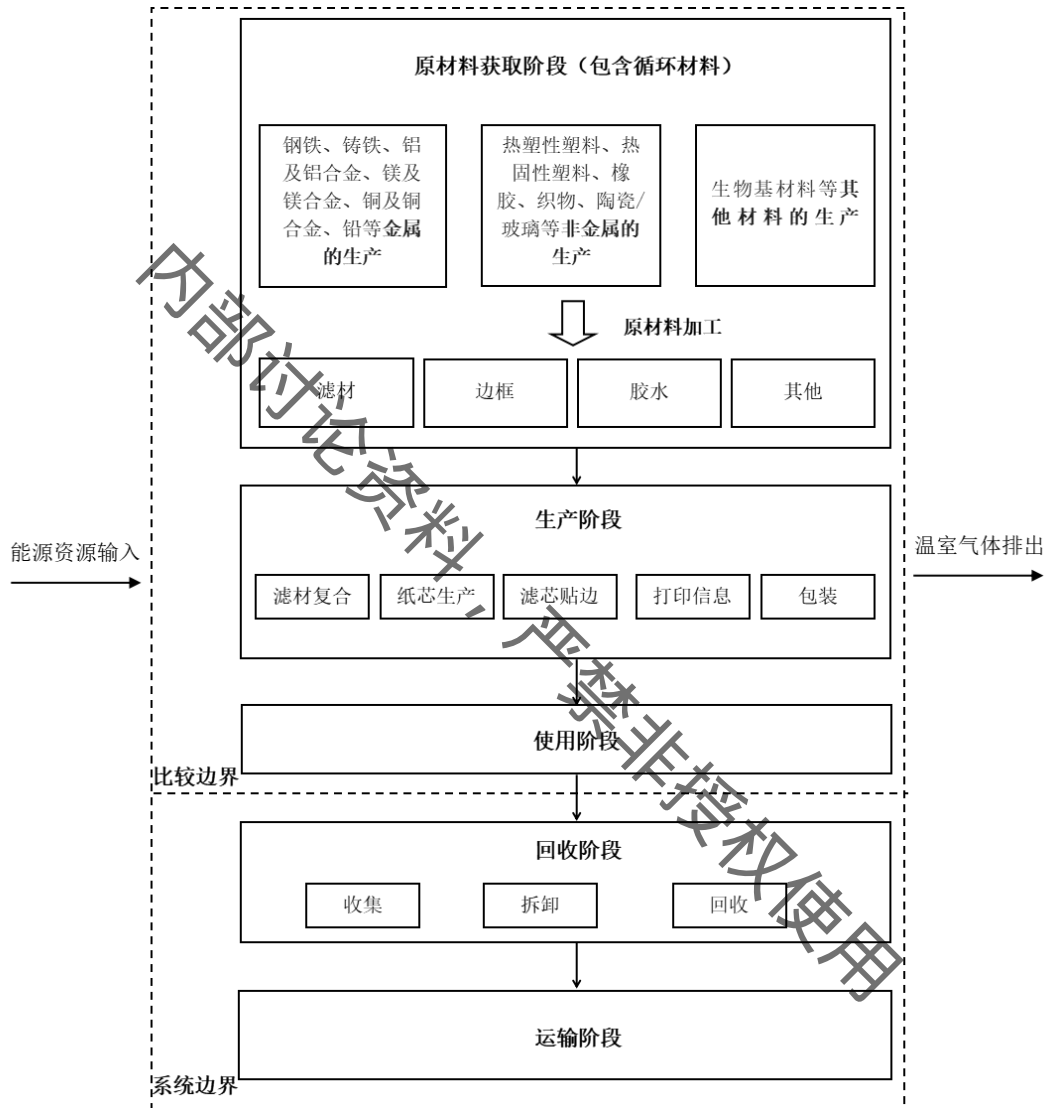 原材料获取阶段（包含循环材料）
钢铁、铸铁、铝
及铝合金、镁及
镁合金、铜及铜
合金、铅等金属
的生产
热塑性塑料、热
固性塑料、橡
胶、织物、陶瓷/
玻璃等非金属的
生产
生物基材料等其
他材料的生产
原材料加工
滤材
边框
胶水
其他
生产阶段
能源资源输入
温室气体排出
滤材复合
纸芯生产
滤芯贴边
打印信息
包装
使用阶段
比较边界
回收阶段
收集
拆卸
回收
运输阶段
系统边界
内部讨论资料，严禁非授权使用